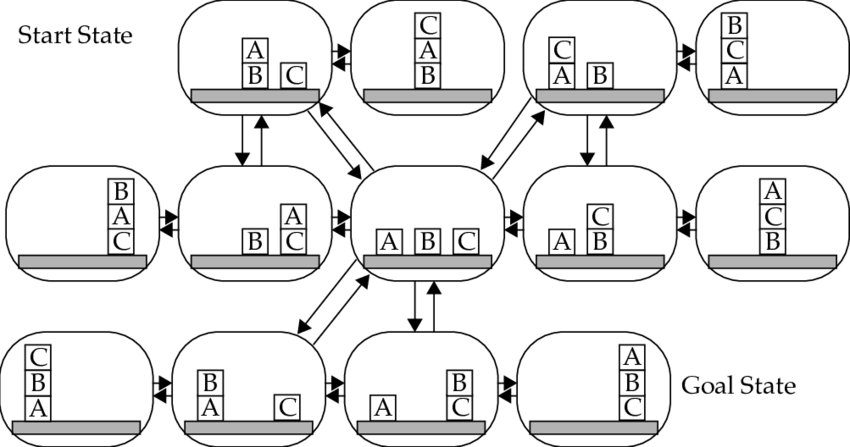 Start State
C B
A A C C
B C B A B A
B A
A A C C
C B C A B C A B B
C A
B B B B Goal State
A A C A C C